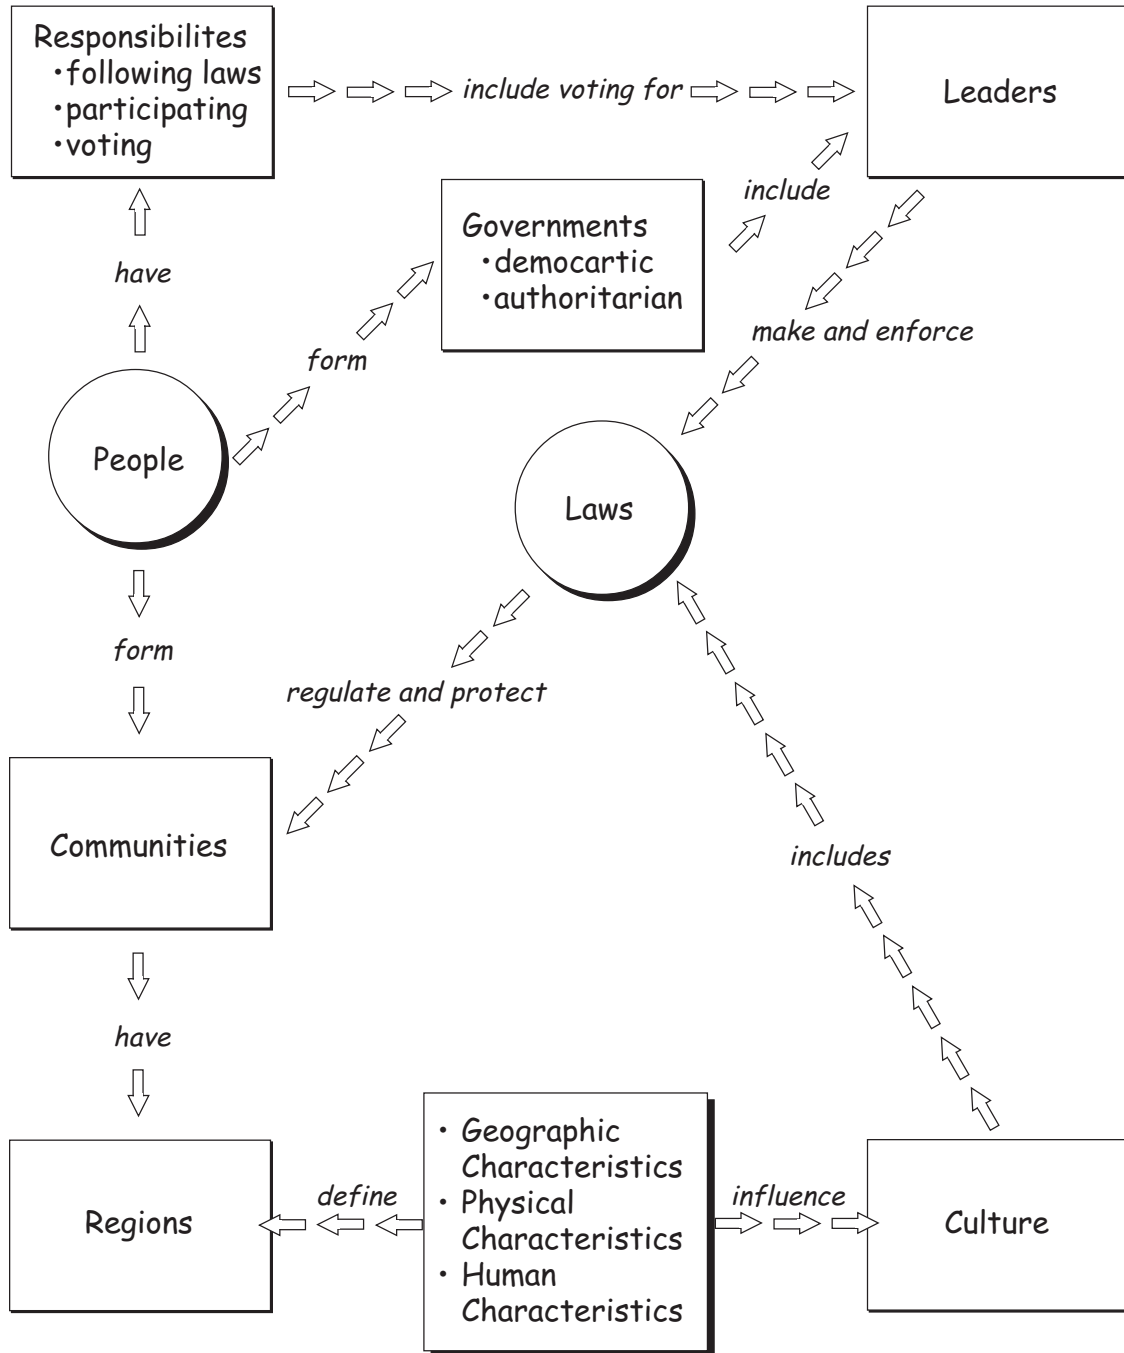 Responsibilites
•following laws
•participating
•voting
include voting for
Leaders
include
Governments
•democartic
•authoritarian
have
make and enforce
form
People
Laws
form
regulate and protect
Communities
includes
have
• Geographic
Characteristics
• Physical
Characteristics
• Human
Characteristics
define
influence
Regions
Culture